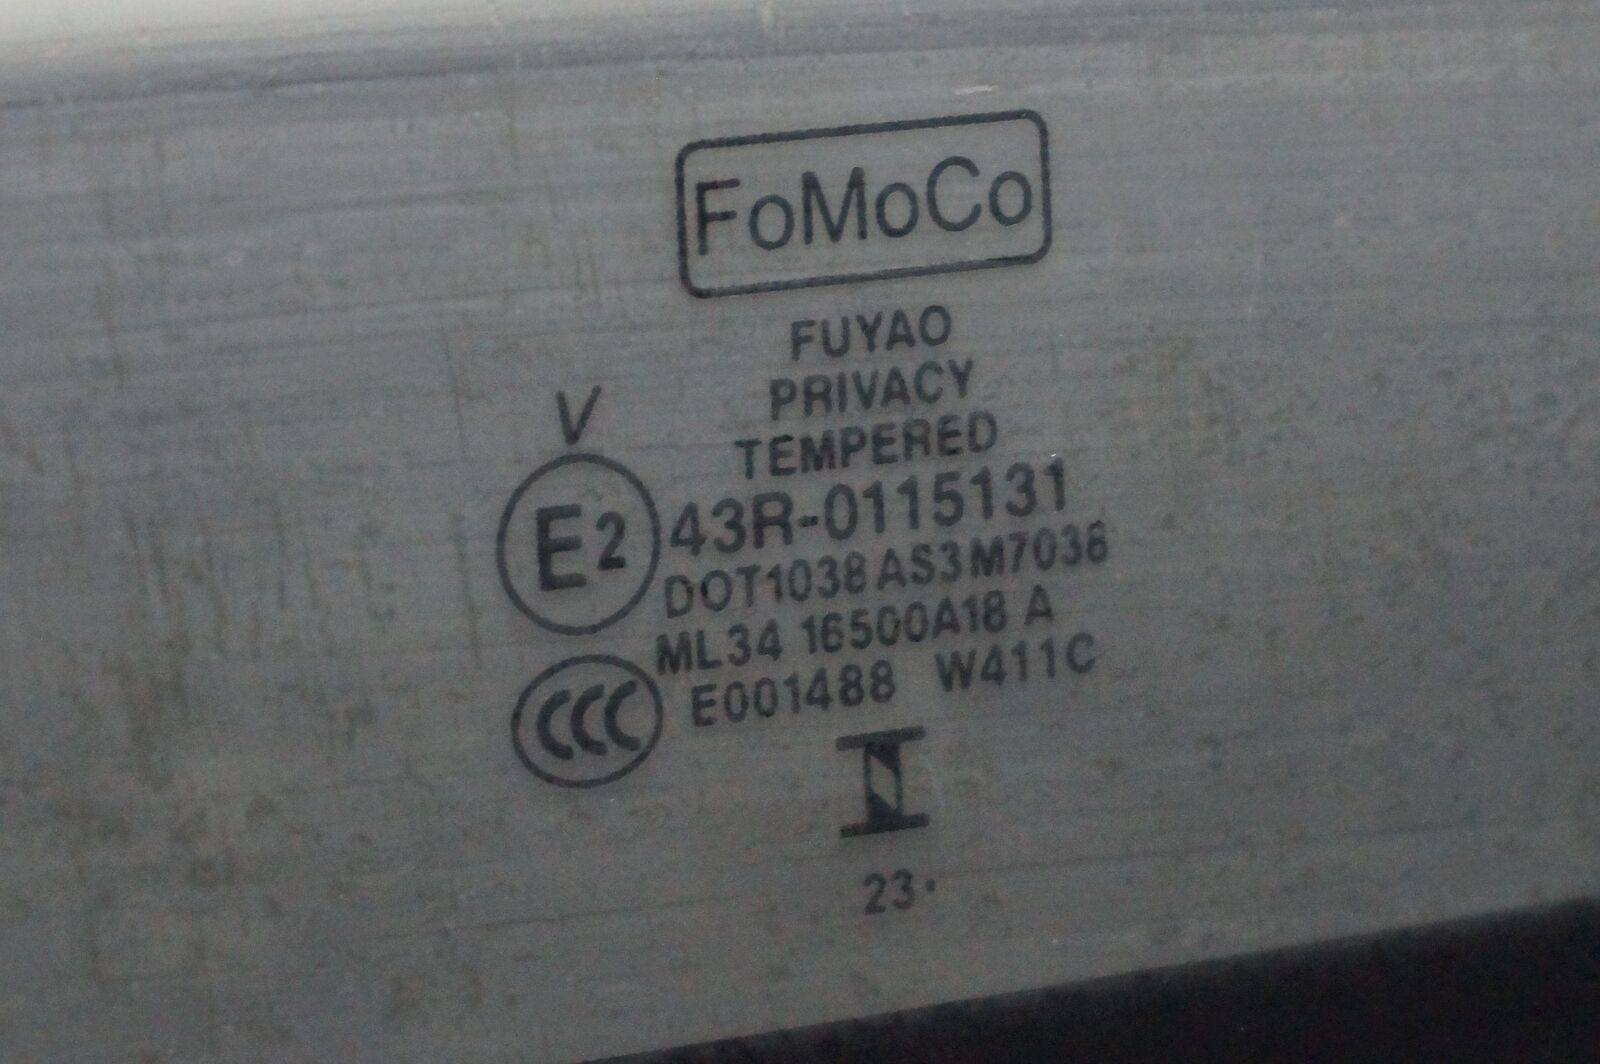 FoMoCo
FUYAO
PRIVACY
TEMPERED
V
E2 43R-0115131
DOT1038 AS3 M7038
ML34 16500A18 A
CCC E001488 W411C
I
23·